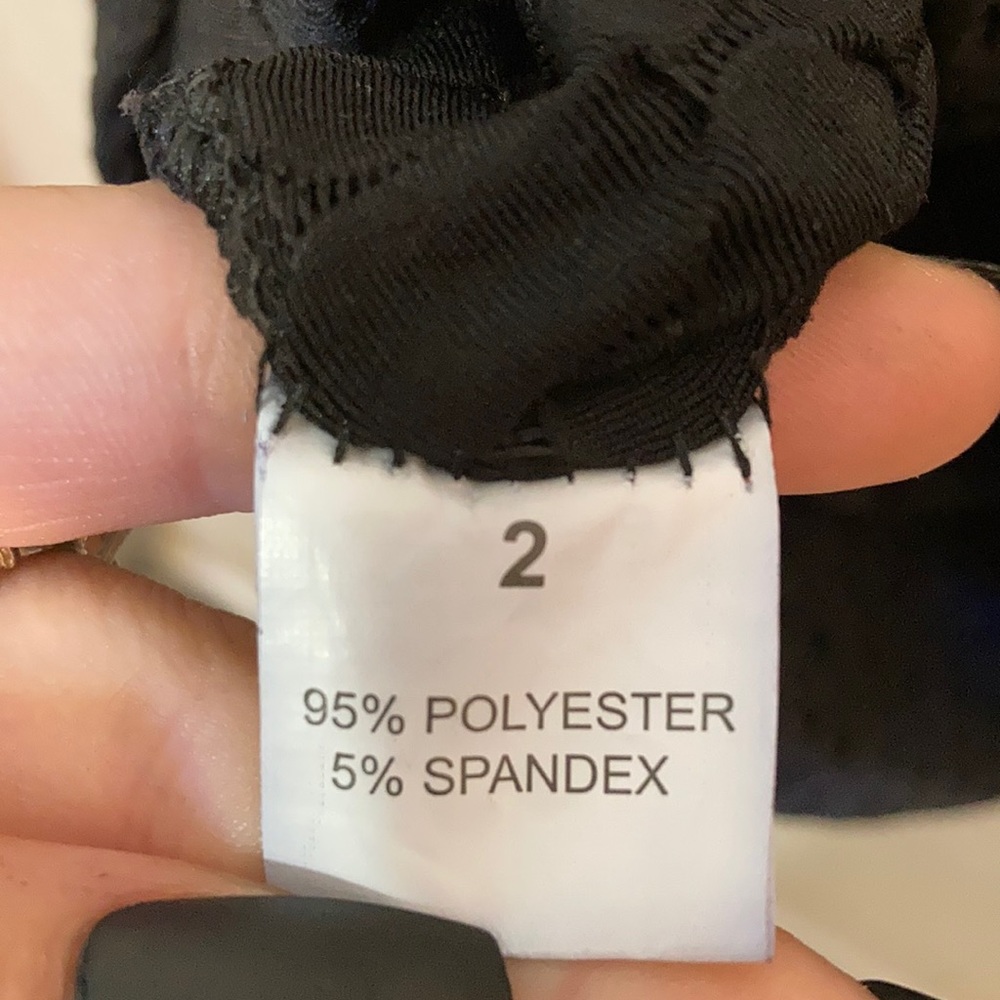 2
95% POLYESTER
5% SPANDEX